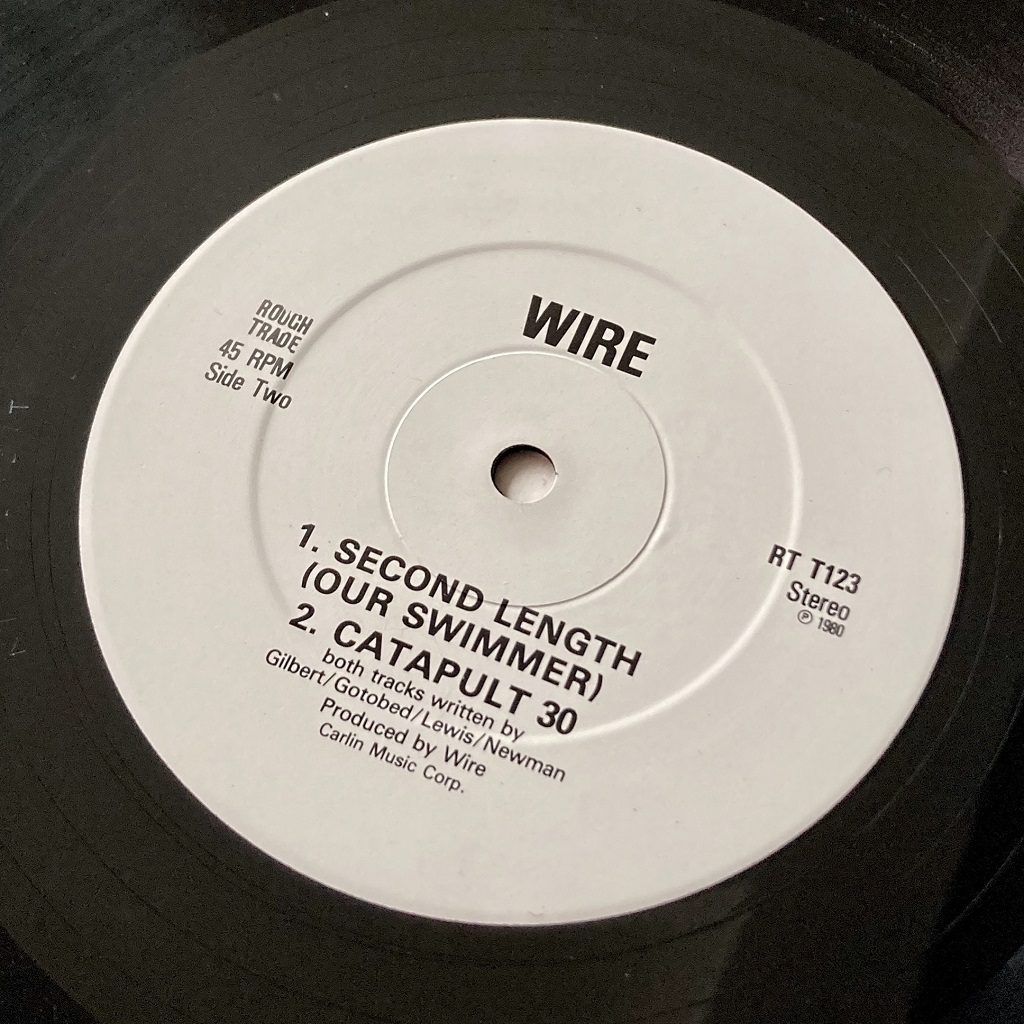 WIRE
ROUGH
TRADE
45 RPM
Side Two
RT T123
Stereo
℗ 1980
1. SECOND LENGTH
(OUR SWIMMER)
2. CATAPULT 30
both tracks written by
Gilbert/Gotobed/Lewis/Newman
Produced by Wire
Carlin Music Corp.